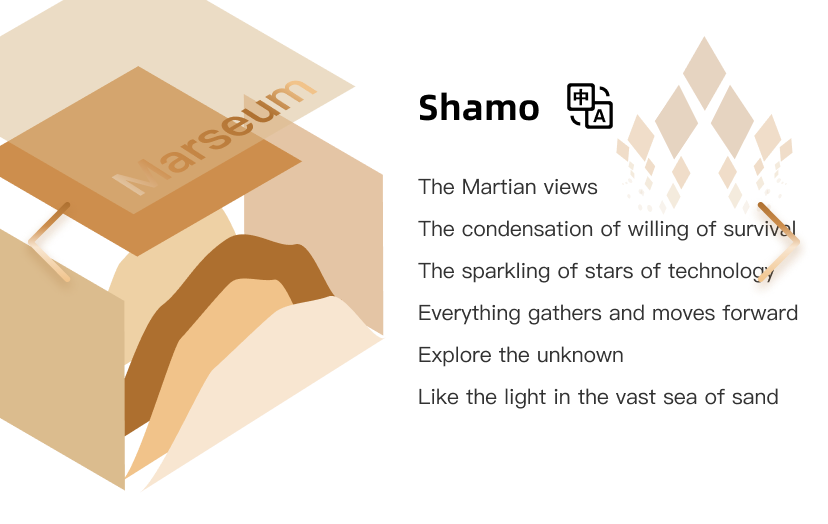 Marseum
Shamo
中
A
The Martian views
The condensation of willing of survival
The sparkling of stars of technology
Everything gathers and moves forward
Explore the unknown
Like the light in the vast sea of sand